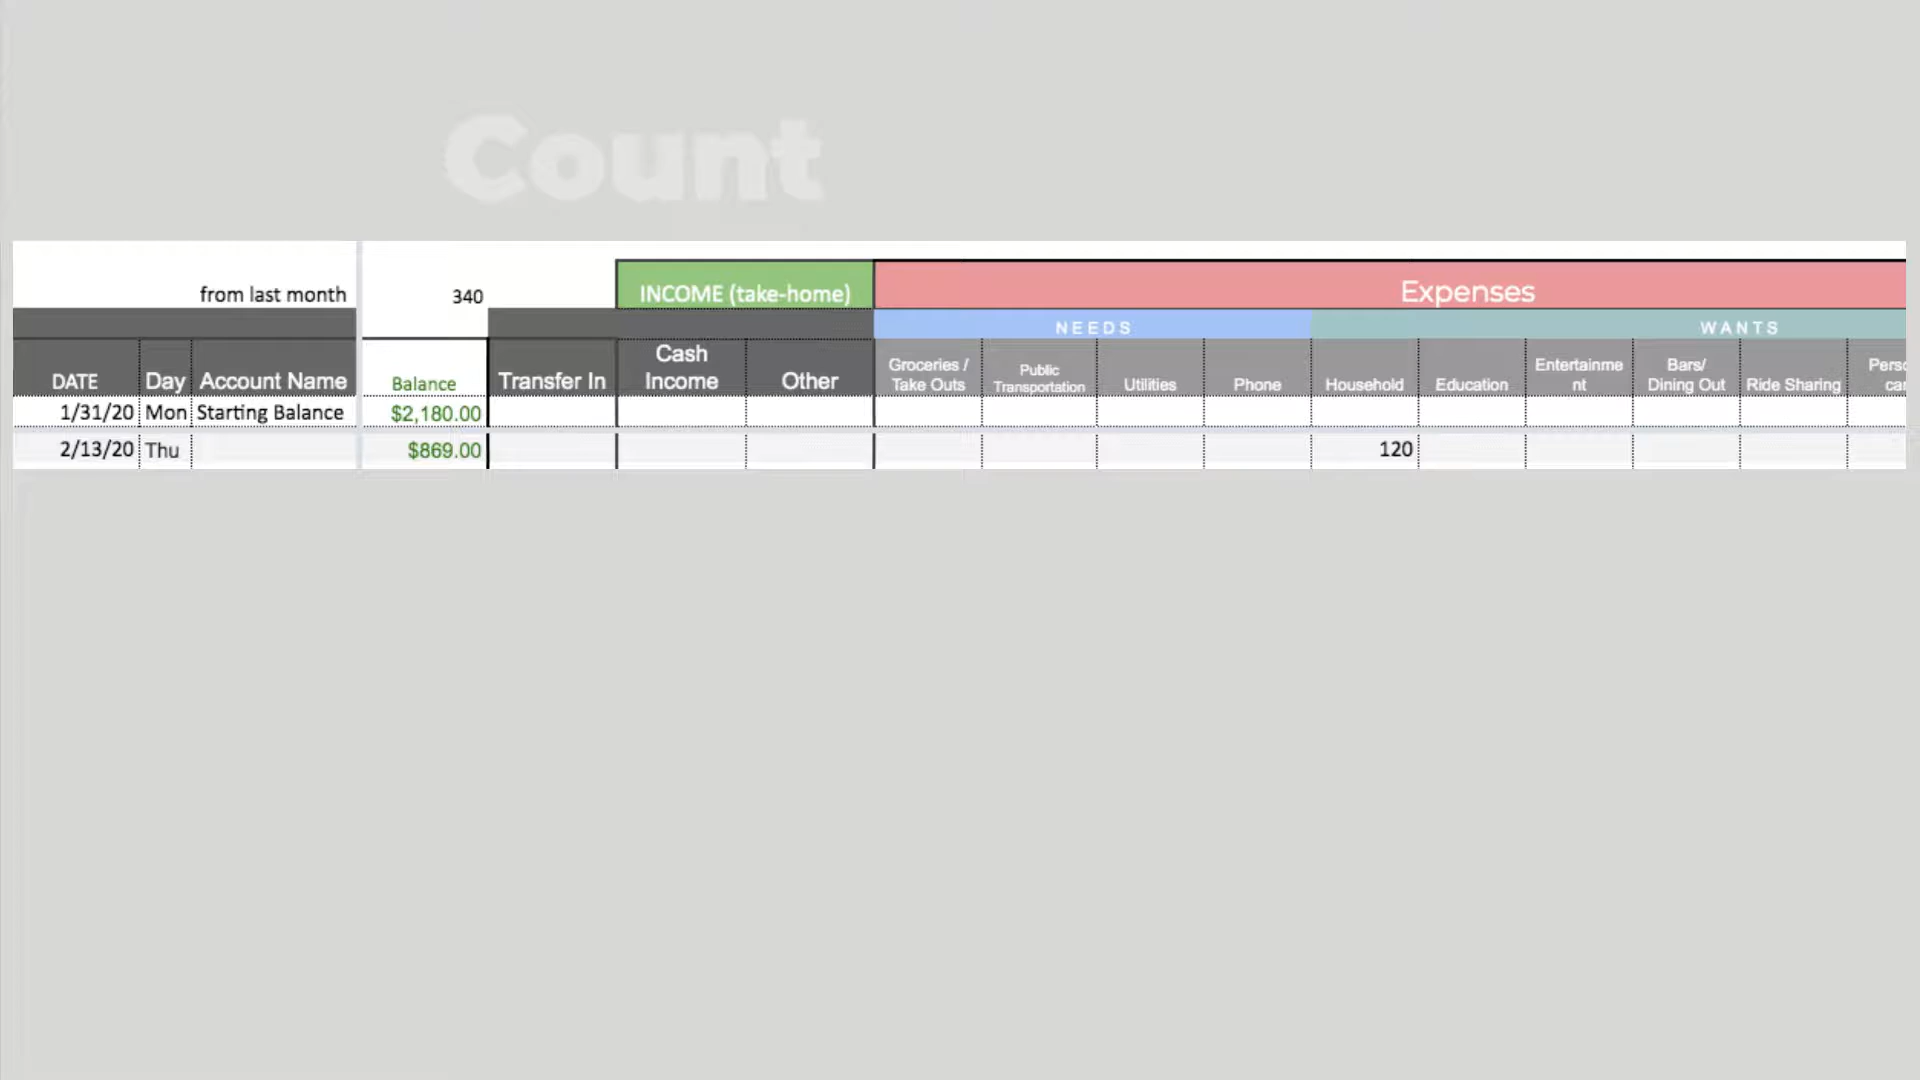 Count
from last month 340 INCOME (take-home) Expenses
NEEDS WANTS
DATE Day Account Name Balance Transfer In Cash Income Other Groceries / Take Outs Public Transportation Utilities Phone Household Education Entertainment Bars/ Dining Out Ride Sharing
1/31/20 Mon Starting Balance $2,180.00
2/13/20 Thu $869.00 120